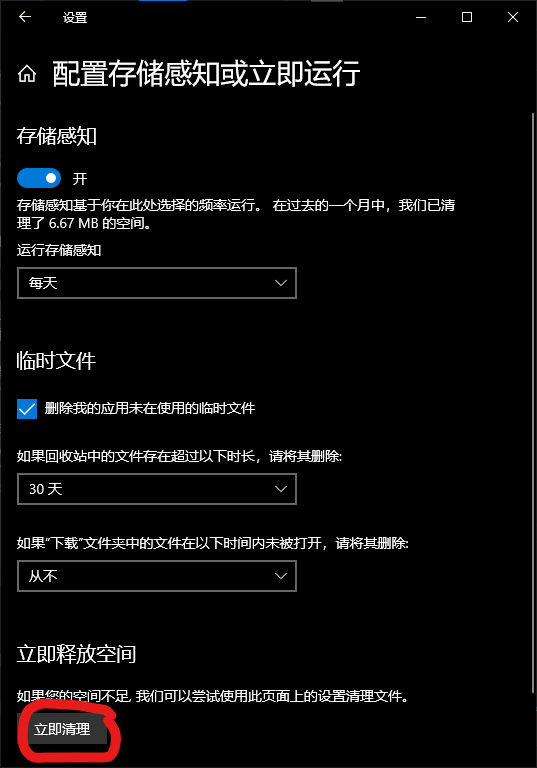 设置
配置存储感知或立即运行
存储感知
开
存储感知基于你在此处选择的频率运行。 在过去的一个月中，我们已清
理了 6.67 MB 的空间。
运行存储感知
每天
临时文件
删除我的应用未在使用的临时文件
如果回收站中的文件存在超过以下时长，请将其删除:
30 天
如果"下载"文件夹中的文件在以下时间内未被打开，请将其删除:
从不
立即释放空间
如果您的空间不足, 我们可以尝试使用此页面上的设置清理文件。
立即清理